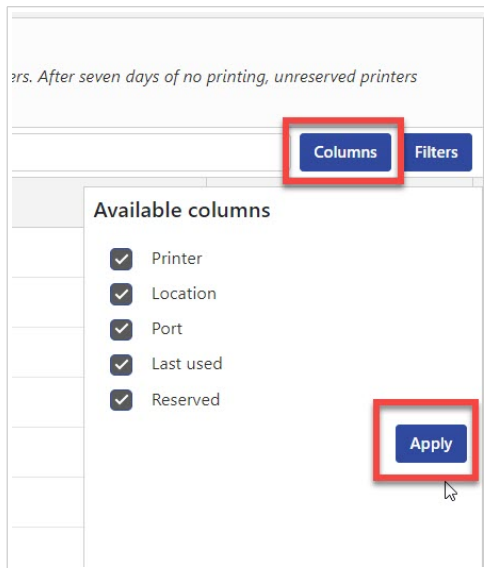 ers. After seven days of no printing, unreserved printers
Columns
Filters
Available columns
Printer
Location
Port
Last used
Reserved
Apply